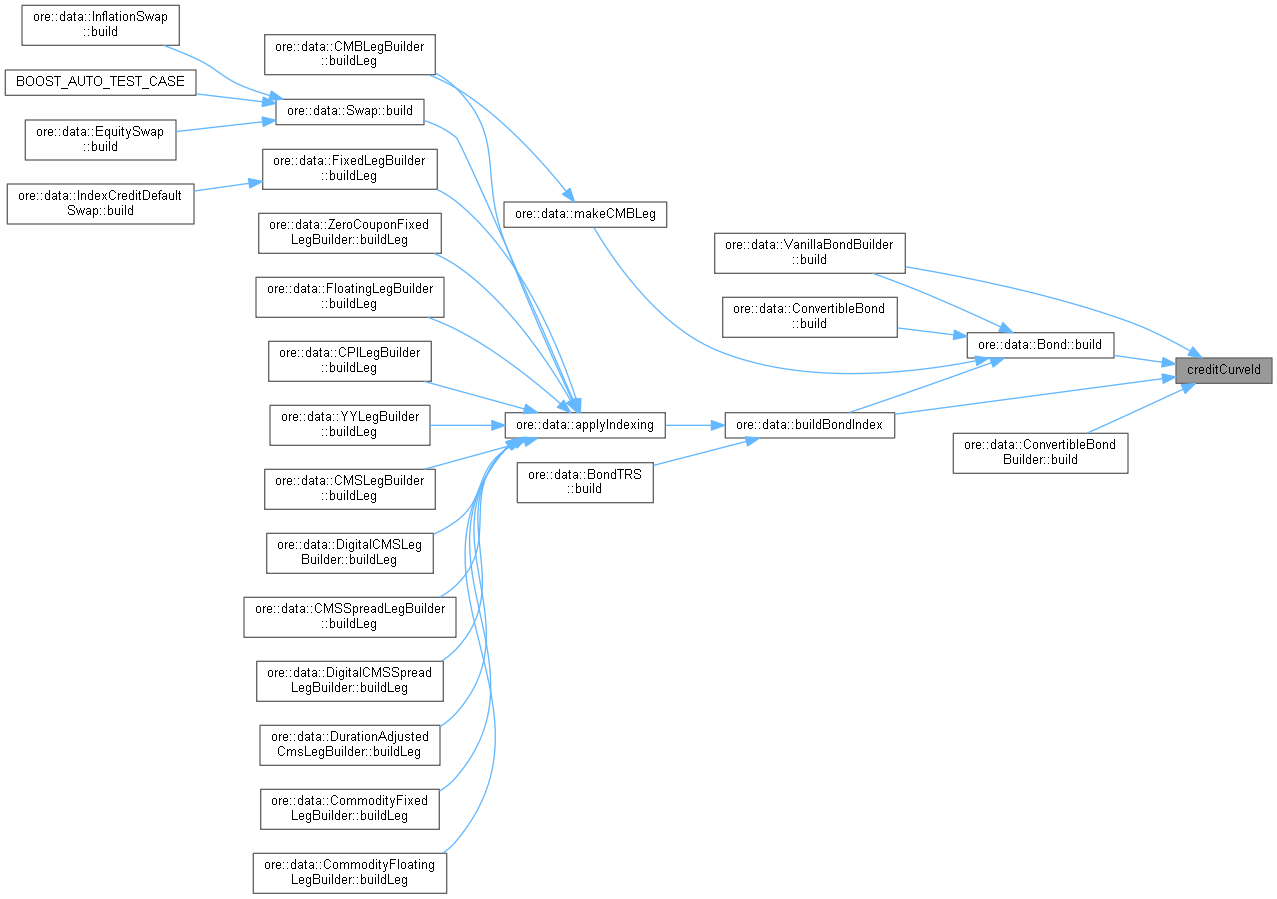 ore::data::InflationSwap
::build
BOOST_AUTO_TEST_CASE
ore::data::EquitySwap
::build
ore::data::IndexCreditDefault
Swap::build
ore::data::CMBLegBuilder
::buildLeg
ore::data::Swap::build
ore::data::FixedLegBuilder
::buildLeg
ore::data::ZeroCouponFixed
LegBuilder::buildLeg
ore::data::FloatingLegBuilder
::buildLeg
ore::data::CPILegBuilder
::buildLeg
ore::data::YYLegBuilder
::buildLeg
ore::data::CMSLegBuilder
::buildLeg
ore::data::DigitalCMSLeg
Builder::buildLeg
ore::data::CMSSpreadLegBuilder
::buildLeg
ore::data::DigitalCMSSpread
LegBuilder::buildLeg
ore::data::DurationAdjusted
CmsLegBuilder::buildLeg
ore::data::CommodityFixed
LegBuilder::buildLeg
ore::data::CommodityFloating
LegBuilder::buildLeg
ore::data::makeCMBLeg
ore::data::applyIndexing
ore::data::BondTRS
::build
ore::data::VanillaBondBuilder
::build
ore::data::ConvertibleBond
::build
ore::data::buildBondIndex
ore::data::Bond::build
ore::data::ConvertibleBond
Builder::build
creditCurveId